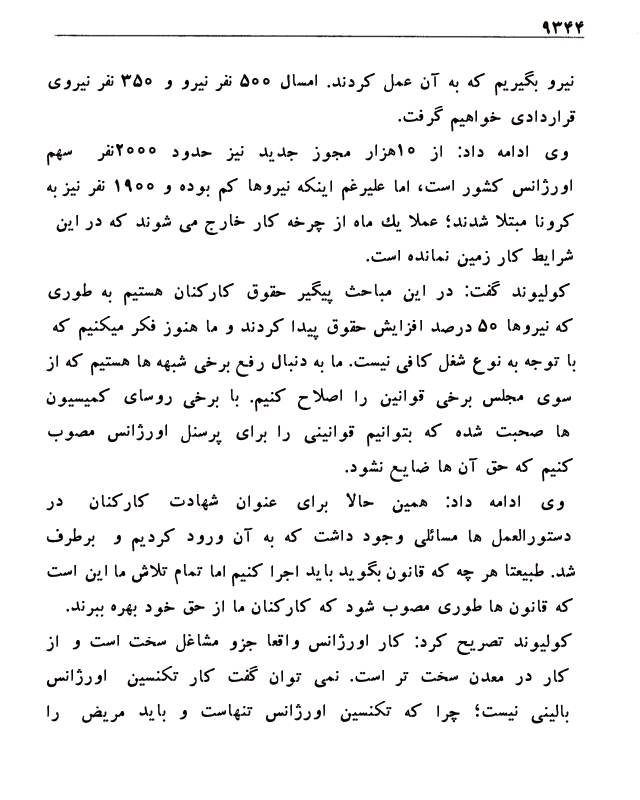 ۹۳۴۴
نیرو بگیریم که به آن عمل کردند. امسال ۵۰۰ نفر نیرو و ۳۵۰ نفر نیروی
قراردادی خواهیم گرفت.
وی ادامه داد: از ۱۰هزار مجوز جدید نیز حدود ۲۰۰۰نفر سهم
اورژانس کشور است، اما علیرغم اینکه نیروها کم بوده و ۱۹۰۰ نفر نیز به
کرونا مبتلا شدند؛ عملا یك ماه از چرخه کار خارج می شوند که در این
شرایط کار زمین نمانده است.
کولیوند گفت: در این مباحث پیگیر حقوق کارکنان هستیم به طوری
که نیروها ۵۰ درصد افزایش حقوق پیدا کردند و ما هنوز فکر میکنیم که
با توجه به نوع شغل کافی نیست. ما به دنبال رفع برخی شبهه ها هستیم که از
سوی مجلس برخی قوانین را اصلاح کنیم. با برخی روسای کمیسیون
ها صحبت شده که بتوانیم قوانینی را برای پرسنل اورژانس مصوب
کنیم که حق آن ها ضایع نشود.
وی ادامه داد: همین حالا برای عنوان شهادت کارکنان در
دستورالعمل ها مسائلی وجود داشت که به آن ورود کردیم و برطرف
شد. طبیعتا هر چه که قانون بگوید باید اجرا کنیم اما تمام تلاش ما این است
که قانون ها طوری مصوب شود که کارکنان ما از حق خود بهره ببرند.
کولیوند تصریح کرد: کار اورژانس واقعا جزو مشاغل سخت است و از
کار در معدن سخت تر است. نمی توان گفت کار تکنسین اورژانس
بالینی نیست؛ چرا که تکنسین اورژانس تنهاست و باید مریض را